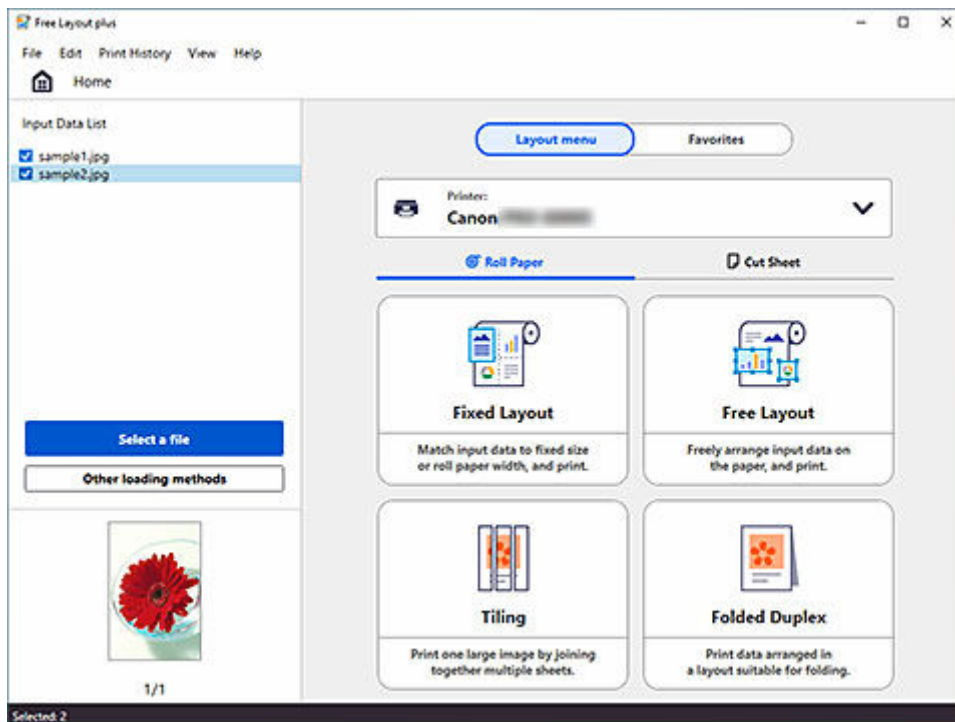 Free Layout plus
File Edit Print History View Help
Home
Input Data List
sample1.jpg
sample2.jpg
Select a file
Other loading methods
1/1
Selected: 2
Layout menu Favorites
Printer:
Canon
Roll Paper Cut Sheet
Fixed Layout
Match input data to fixed size
or roll paper width, and print.
Free Layout
Freely arrange input data on
the paper, and print.
Tiling
Print one large image by joining
together multiple sheets.
Folded Duplex
Print data arranged in
a layout suitable for folding.